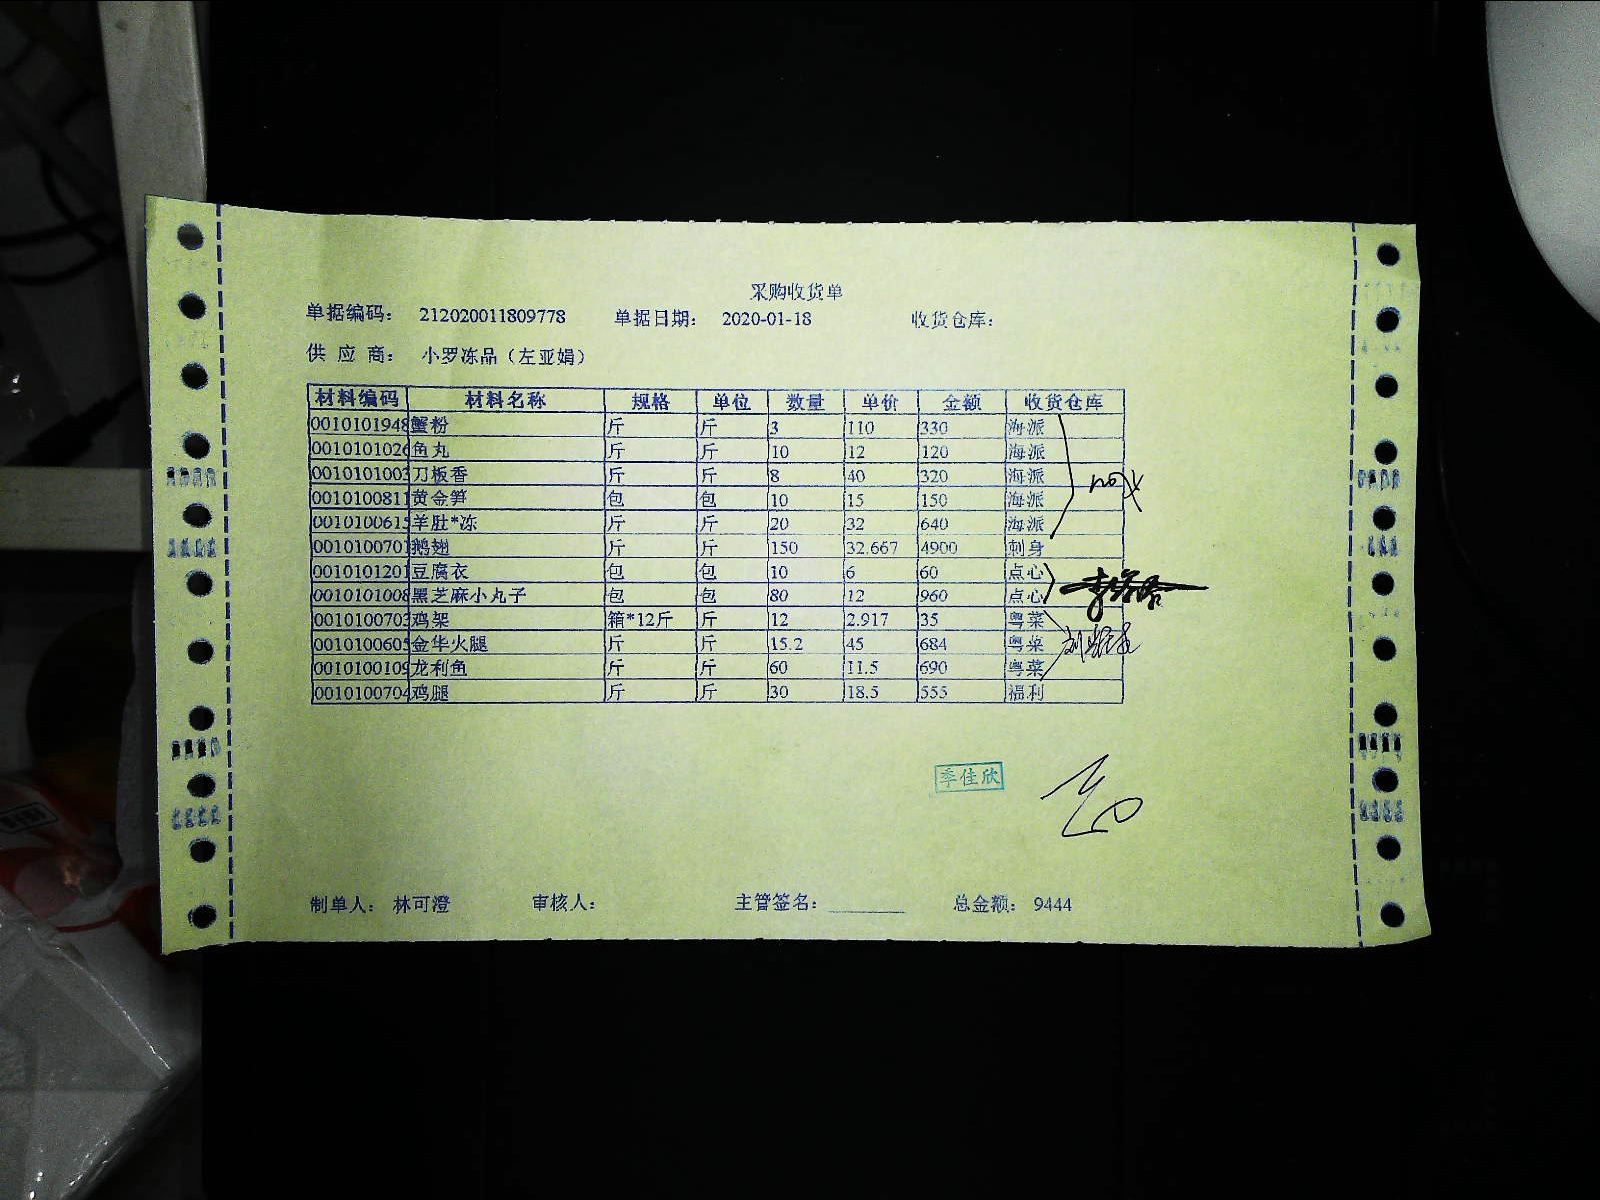 采购收货单
单据编码： 212020011809778 单据日期： 2020-01-18 收货仓库：
供 应 商： 小罗冻品（左亚娟）
材料编码 材料名称 规格 单位 数量 单价 金额 收货仓库
0010101948 蟹粉 斤 斤 3 110 330 海派
001010102 鱼丸 斤 斤 10 12 120 海派
001010100 刀板香 斤 斤 8 40 320 海派
0010100811 黄金笋 包 包 10 15 150 海派
0010100615 羊肚*冻 斤 斤 20 32 640 海派
0010100701 鹅翅 斤 斤 150 32.667 4900 刺身
0010101201 豆腐衣 包 包 10 6 60 点心
0010101008 黑芝麻小丸子 包 包 80 12 960 点心
0010100703 鸡架 箱*12斤 12 2.917 35 粤菜
0010100605 金华火腿 斤 斤 15.2 45 684 粤菜
0010100109 龙利鱼 斤 斤 60 11.5 690 粤菜
0010100704 鸡腿 斤 斤 30 18.5 555 福利
季佳欣
制单人： 林可澄 审核人： 主管签名： 总金额： 9444